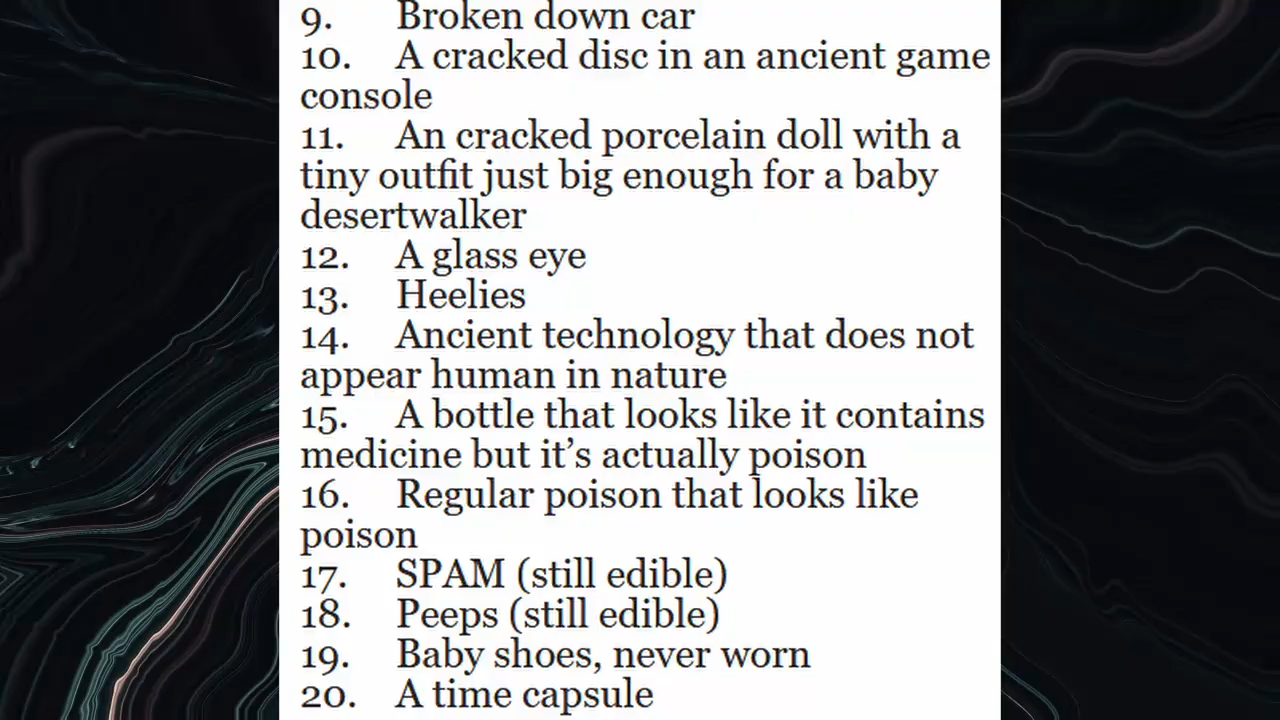 9. Broken down car
10. A cracked disc in an ancient game
console
11. An cracked porcelain doll with a
tiny outfit just big enough for a baby
desertwalker
12. A glass eye
13. Heelies
14. Ancient technology that does not
appear human in nature
15. A bottle that looks like it contains
medicine but it’s actually poison
16. Regular poison that looks like
poison
17. SPAM (still edible)
18. Peeps (still edible)
19. Baby shoes, never worn
20. A time capsule